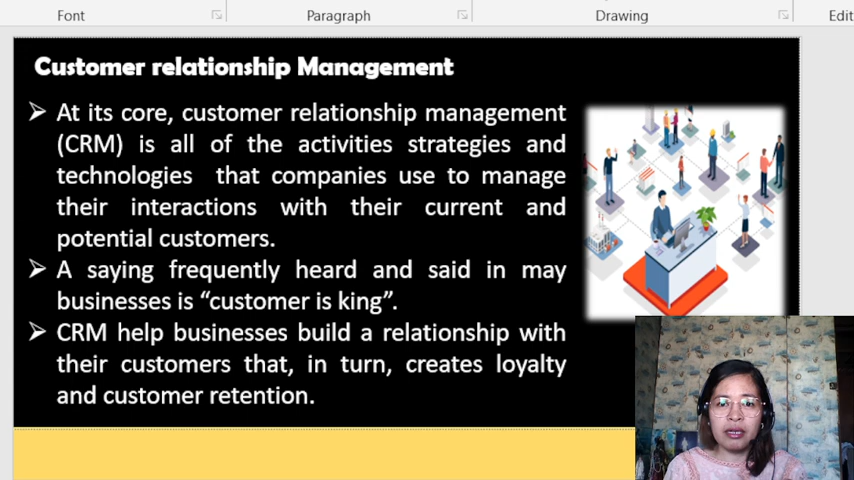 Font
Paragraph
Drawing
Customer relationship Management
➢ At its core, customer relationship management
(CRM) is all of the activities strategies and
technologies that companies use to manage
their interactions with their current and
potential customers.
➢ A saying frequently heard and said in may
businesses is “customer is king”.
➢ CRM help businesses build a relationship with
their customers that, in turn, creates loyalty
and customer retention.